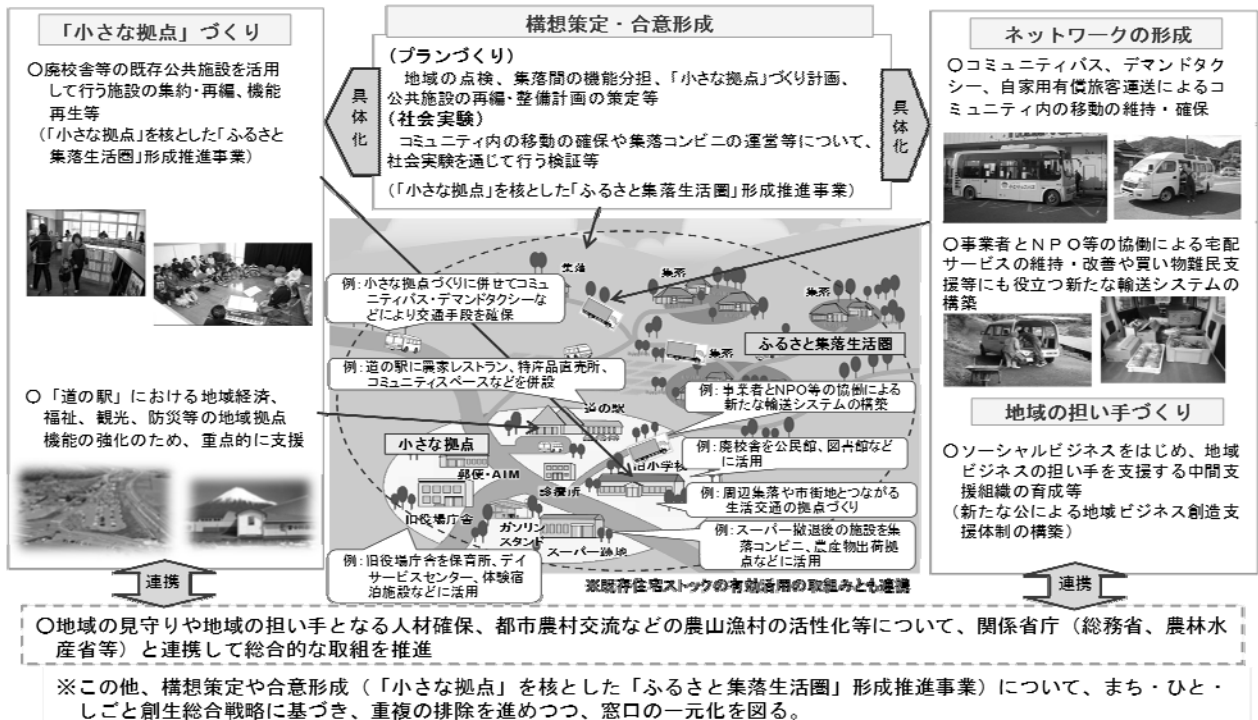 「小さな拠点」づくり
〇廃校舎等の既存公共施設を活用
して行う施設の集約・再編、機能
再生等
（「小さな拠点」を核とした「ふるさと
集落生活圏」形成推進事業）
〇「道の駅」における地域経済、
福祉、観光、防災等の地域拠点
機能の強化のため、重点的に支援
連携
具体化
構想策定・合意形成
（プランづくり）
地域の点検、集落間の機能分担、「小さな拠点」づくり計画、
公共施設の再編・整備計画の策定等
（社会実験）
コミュニティ内の移動の確保や集落コンビニの運営等について、
社会実験を通じて行う検証等
（「小さな拠点」を核とした「ふるさと集落生活圏」形成推進事業）
具体化
集落
集落
集落
集落
例：小さな拠点づくりに併せてコミュ
ニティバス・デマンドタクシーな
どにより交通手段を確保
ふるさと集落生活圏
例：道の駅に農家レストラン、特産品直売所、
コミュニティスペースなどを併設
例：事業者とNPO等の協働による
新たな輸送システムの構築
道の駅
小さな拠点
例：廃校舎を公民館、図書館など
に活用
旧小学校
郵便・ATM
診療所
例：周辺集落や市街地とつながる
生活交通の拠点づくり
旧役場庁舎
ガソリン
スタンド
スーパー跡地
例：スーパー撤退後の施設を集
落コンビニ、農産物出荷拠
点などに活用
例：旧役場庁舎を保育所、デイ
サービスセンター、体験宿
泊施設などに活用
※既存住宅ストックの有効活用の取組みとも連携
ネットワークの形成
〇コミュニティバス、デマンドタク
シー、自家用有償旅客運送によるコ
ミュニティ内の移動の維持・確保
〇事業者とＮＰＯ等の協働による宅配
サービスの維持・改善や買い物難民支
援等にも役立つ新たな輸送システムの
構築
地域の担い手づくり
〇ソーシャルビジネスをはじめ、地域
ビジネスの担い手を支援する中間支
援組織の育成等
（新たな公による地域ビジネス創造支
援体制の構築）
連携
〇地域の見守りや地域の担い手となる人材確保、都市農村交流などの農山漁村の活性化等について、関係省庁（総務省、農林水
産省等）と連携して総合的な取組を推進
※この他、構想策定や合意形成（「小さな拠点」を核とした「ふるさと集落生活圏」形成推進事業）について、まち・ひと・
しごと創生総合戦略に基づき、重複の排除を進めつつ、窓口の一元化を図る。